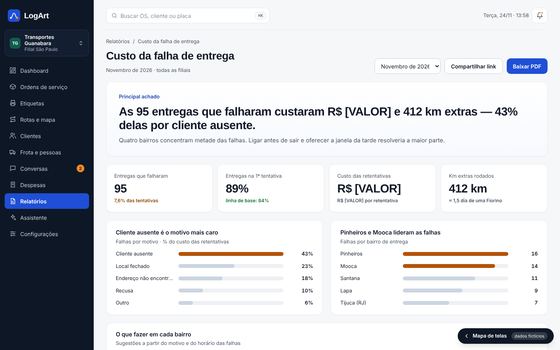 LogArt
Buscar OS, cliente ou placa
⌘K
Terça, 24/11 · 13:58
TG
Transportes Guanabara
Filial São Paulo
Dashboard
Ordens de serviço
Etiquetas
Rotas e mapa
Clientes
Frota e pessoas
Conversas
2
Despesas
Relatórios
Assistente
Configurações
Relatórios / Custo da falha de entrega
Custo da falha de entrega
Novembro de 2026 · todas as filiais
Novembro de 2026
Compartilhar link
Baixar PDF
Principal achado
As 95 entregas que falharam custaram R$ [VALOR] e 412 km extras — 43%
delas por cliente ausente.
Quatro bairros concentram metade das falhas. Ligar antes de sair e oferecer a janela da tarde resolveria a maior parte.
Entregas que falharam
95
7,6% das tentativas
Entregas na 1ª tentativa
89%
linha de base: 84%
Custo das retentativas
R$ [VALOR]
R$ [VALOR] por retentativa
Km extras rodados
412 km
≈ 1,5 dia de uma Fiorino
Cliente ausente é o motivo mais caro
Falhas por motivo · % do custo das retentativas
Cliente ausente 43%
Local fechado 23%
Endereço não encontr... 18%
Recusa 10%
Outro 6%
Pinheiros e Mooca lideram as falhas
Falhas por bairro de entrega
Pinheiros 16
Mooca 14
Santana 11
Lapa 9
Tijuca (RJ) 7
O que fazer em cada bairro
Sugestões a partir do motivo e do horário das falhas
Mapa de telas
dados fictícios